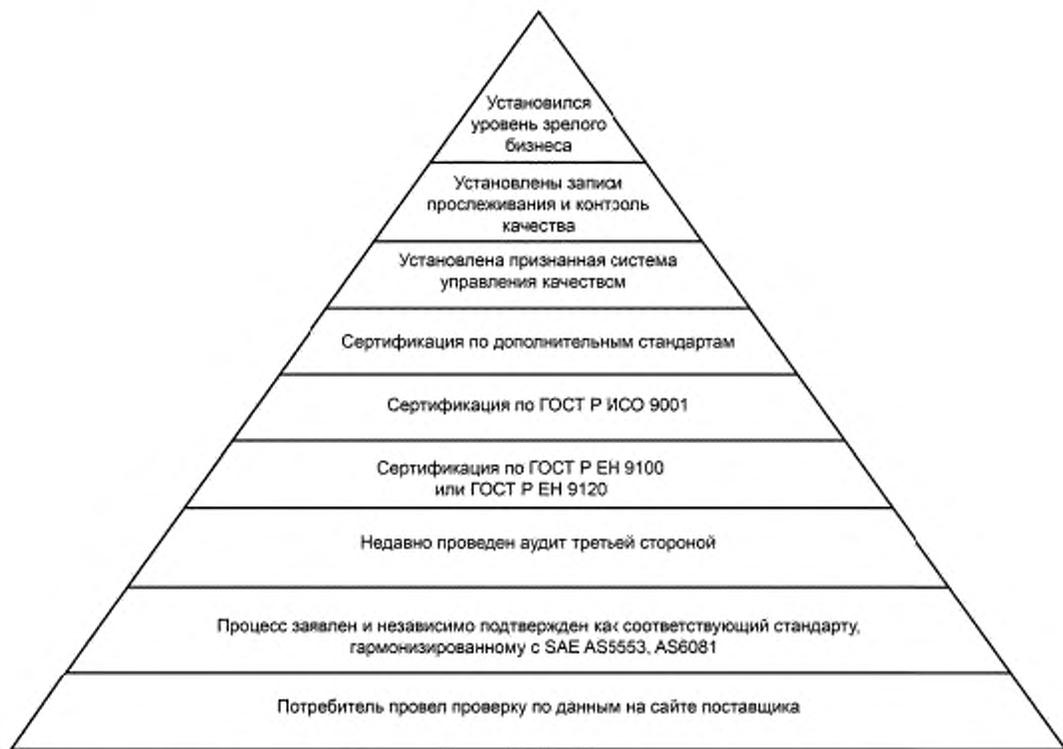 Установился
уровень зрелого
бизнеса
Установлены записи
прослеживания и контроль
качества
Установлена признанная система
управления качеством
Сертификация по дополнительным стандартам
Сертификация по ГОСТ Р ИСО 9001
Сертификация по ГОСТ Р ЕН 9100
или ГОСТ Р ЕН 9120
Недавно проведен аудит третьей стороной
Процесс заявлен и независимо подтвержден как соответствующий стандарту,
гармонизированному с SAE AS5553, AS6081
Потребитель провел проверку по данным на сайте поставщика